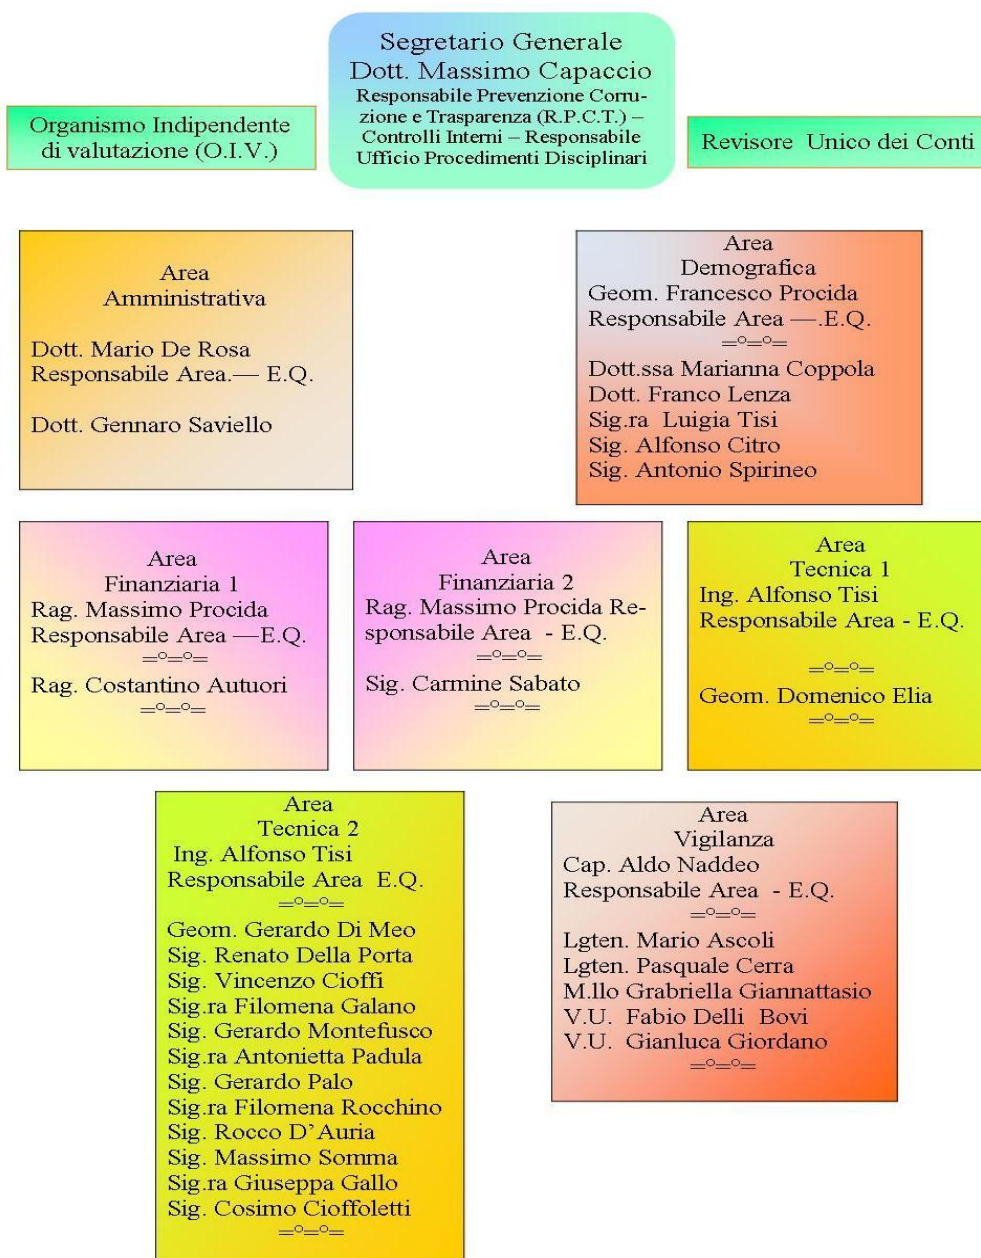 Segretario Generale
Dott. Massimo Capaccio
Responsabile Prevenzione Corru-
zione e Trasparenza (R.P.C.T.) –
Controlli Interni – Responsabile
Ufficio Procedimenti Disciplinari
Organismo Indipendente
di valutazione (O.I.V.)
Revisore Unico dei Conti
Area
Amministrativa
Dott. Mario De Rosa
Responsabile Area.— E.Q.
Dott. Gennaro Saviello
Area
Demografica
Geom. Francesco Procida
Responsabile Area —.E.Q.
=°=°=
Dott.ssa Marianna Coppola
Dott. Franco Lenza
Sig.ra Luigia Tisi
Sig. Alfonso Citro
Sig. Antonio Spirineo
Area
Finanziaria 1
Rag. Massimo Procida
Responsabile Area —E.Q.
=°=°=
Rag. Costantino Autuori
=°=°=
Area
Finanziaria 2
Rag. Massimo Procida Re-
sponsabile Area - E.Q.
=°=°=
Sig. Carmine Sabato
=°=°=
Area
Tecnica 1
Ing. Alfonso Tisi
Responsabile Area - E.Q.
=°=°=
Geom. Domenico Elia
=°=°=
Area
Tecnica 2
Ing. Alfonso Tisi
Responsabile Area E.Q.
=°=°=
Geom. Gerardo Di Meo
Sig. Renato Della Porta
Sig. Vincenzo Cioffi
Sig.ra Filomena Galano
Sig. Gerardo Montefusco
Sig.ra Antonietta Padula
Sig. Gerardo Palo
Sig.ra Filomena Rocchino
Sig. Rocco D’Auria
Sig. Massimo Somma
Sig.ra Giuseppa Gallo
Sig. Cosimo Cioffoletti
=°=°=
Area
Vigilanza
Cap. Aldo Naddeo
Responsabile Area - E.Q.
=°=°=
Lgten. Mario Ascoli
Lgten. Pasquale Cerra
M.llo Grabriella Giannattasio
V.U. Fabio Delli Bovi
V.U. Gianluca Giordano
=°=°=